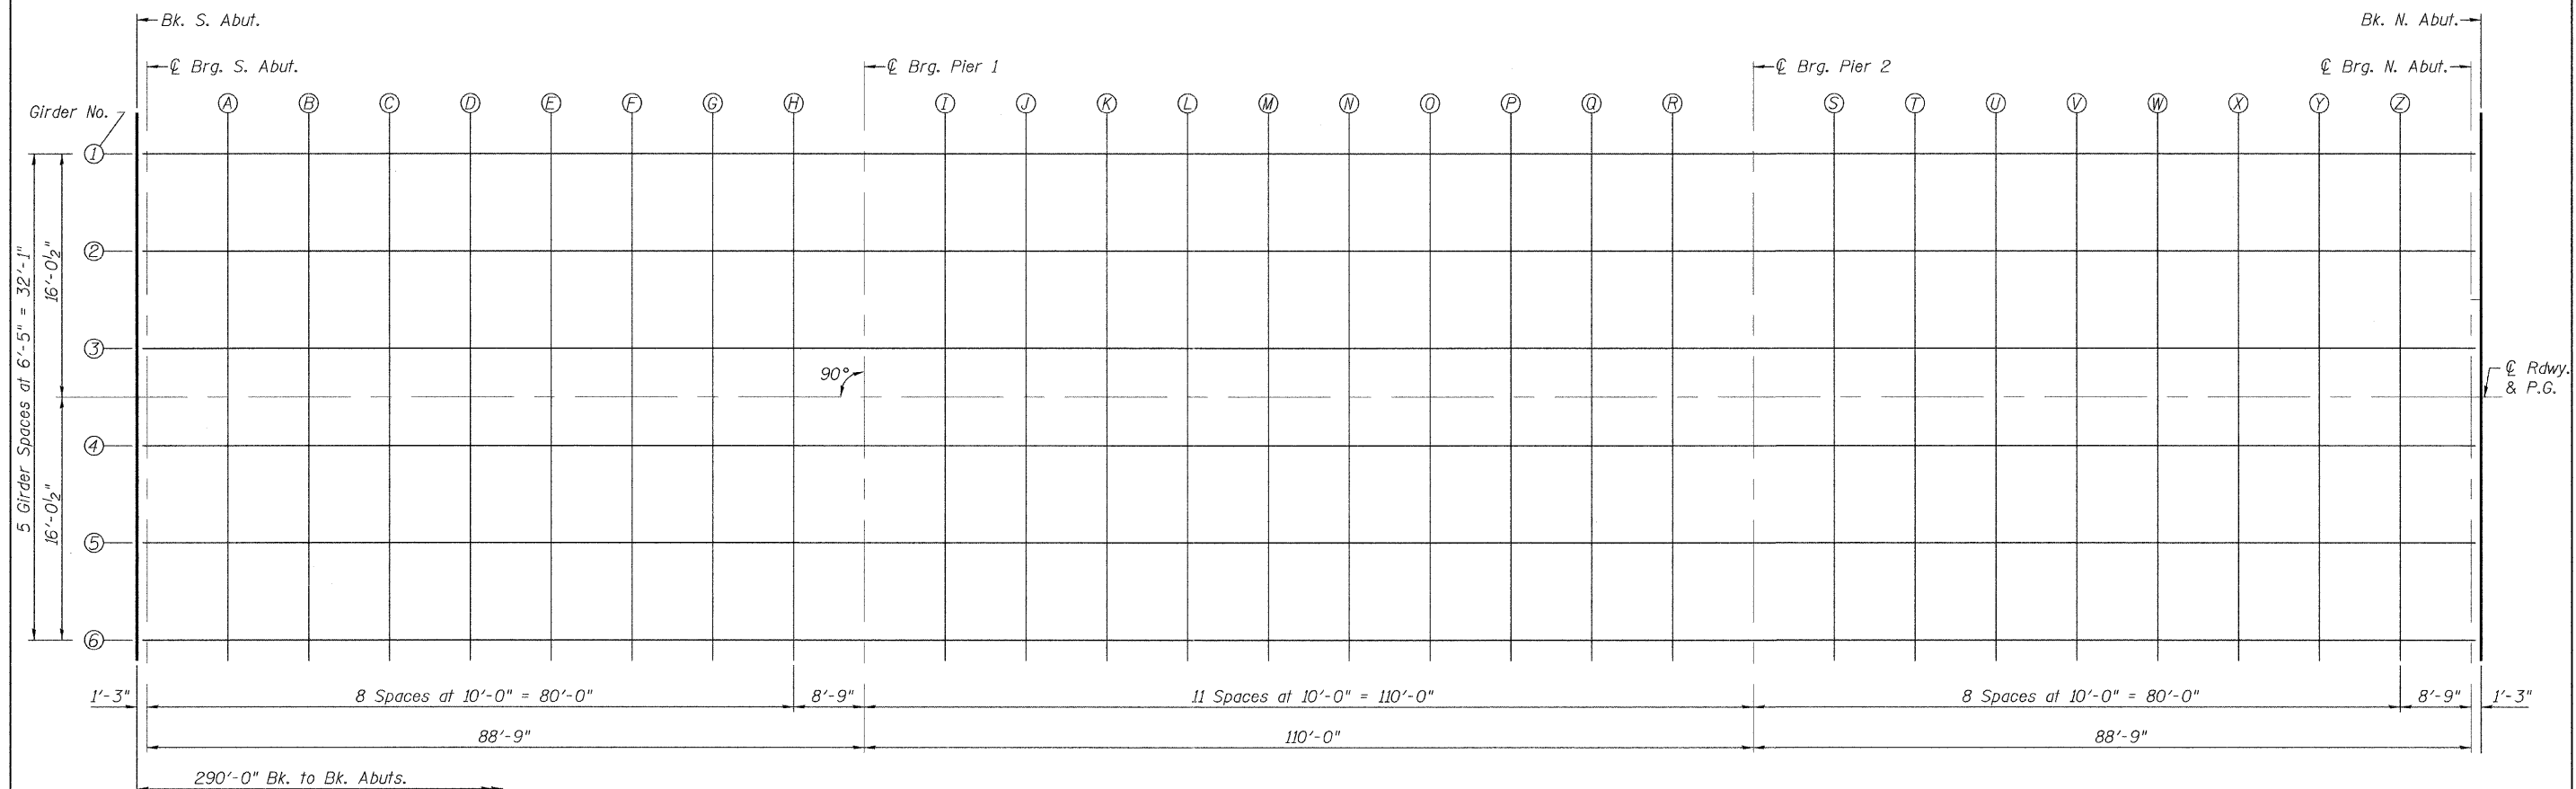 Bk. S. Abut.
Bk. N. Abut.
℄ Brg. S. Abut.
℄ Brg. Pier 1
℄ Brg. Pier 2
℄ Brg. N. Abut.
Girder No.
A B C D E F G H I J K L M N O P Q R S T U V W X Y Z
1
2
3
4
5
6
5 Girder Spaces at 6'-5" = 32'-1"
16'-0½"
16'-0½"
90°
℄ Rdwy.
& P.G.
1'-3"
8 Spaces at 10'-0" = 80'-0"
8'-9"
11 Spaces at 10'-0" = 110'-0"
8 Spaces at 10'-0" = 80'-0"
8'-9"
1'-3"
88'-9"
110'-0"
88'-9"
290'-0" Bk. to Bk. Abuts.